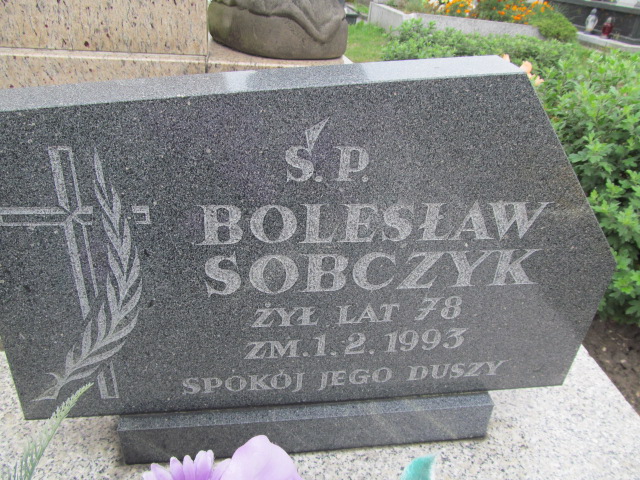 Ś.P.
BOLESŁAW
SOBCZYK
ŻYŁ LAT 78
ZM.1.2.1993
SPOKÓJ JEGO DUSZY